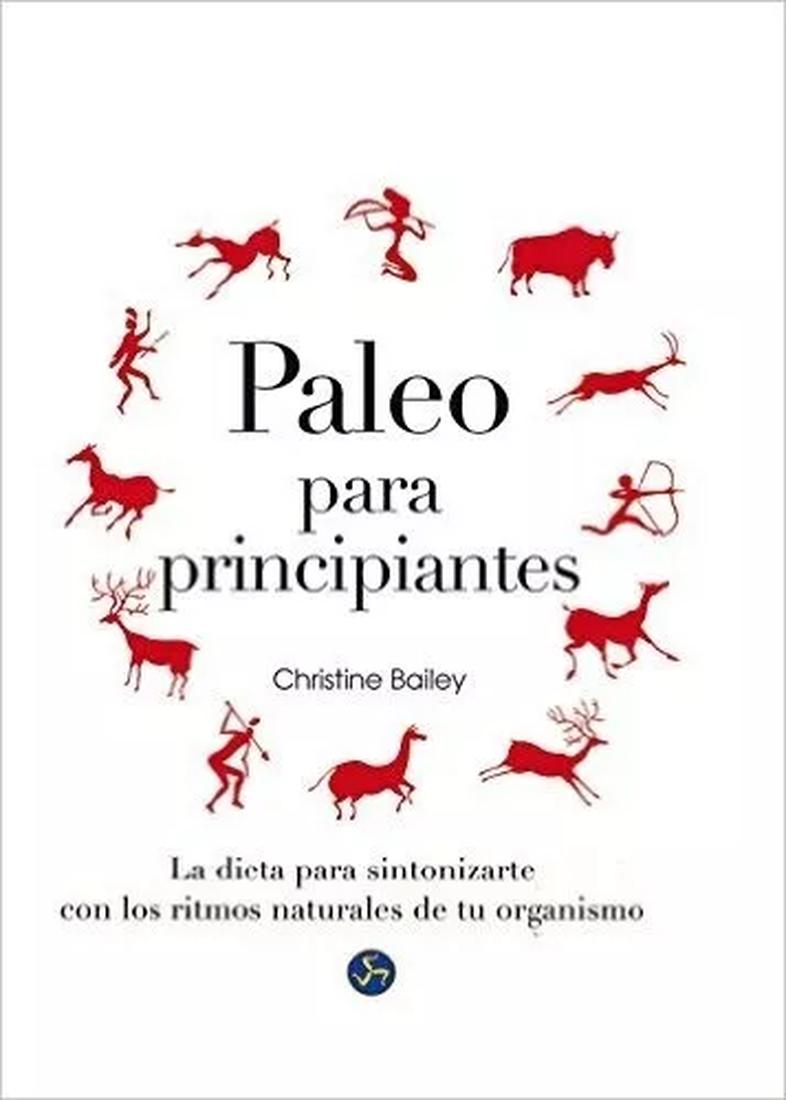 Paleo
para
principiantes
Christine Bailey
La dieta para sintonizarte
con los ritmos naturales de tu organismo